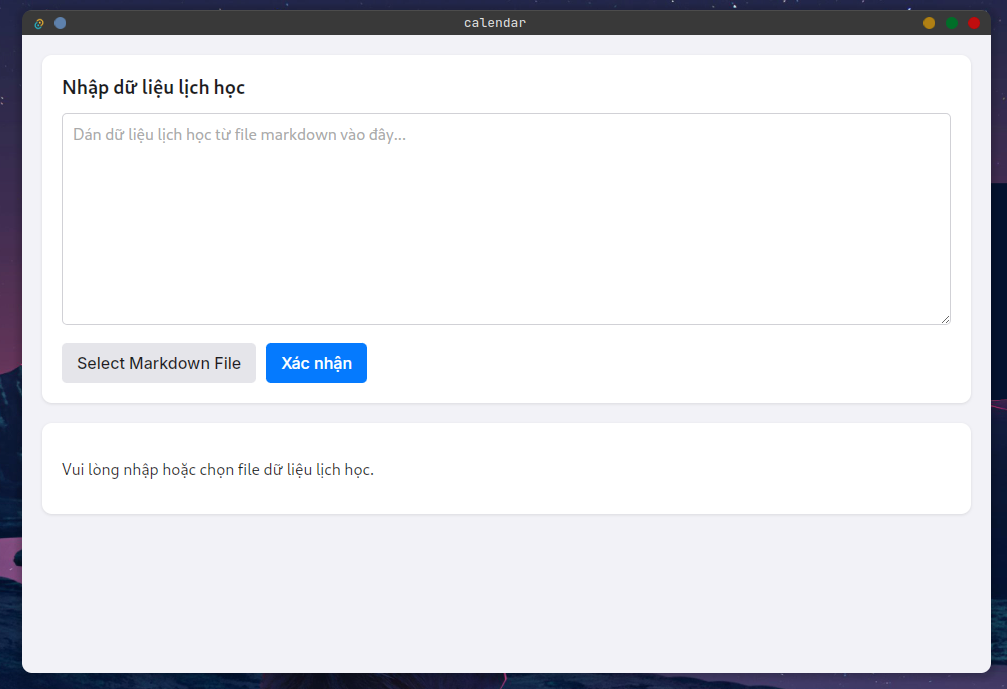 calendar
Nhập dữ liệu lịch học
Dán dữ liệu lịch học từ file markdown vào đây...
Select Markdown File
Xác nhận
Vui lòng nhập hoặc chọn file dữ liệu lịch học.